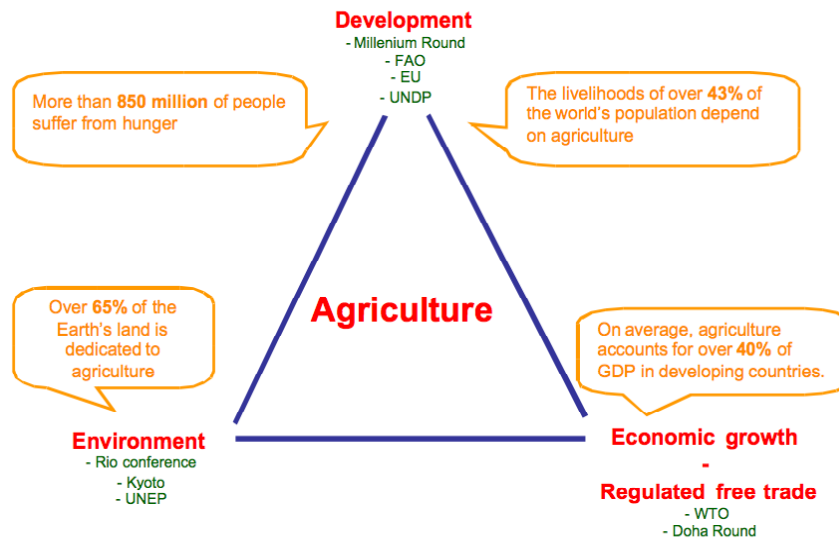 Development
- Millenium Round
- FAO
- EU
- UNDP
More than 850 million of people
suffer from hunger
The livelihoods of over 43% of
the world's population depend
on agriculture
Agriculture
Over 65% of the
Earth's land is
dedicated to
agriculture
On average, agriculture
accounts for over 40% of
GDP in developing countries.
Environment
- Rio conference
- Kyoto
- UNEP
Economic growth
-
Regulated free trade
- WTO
- Doha Round